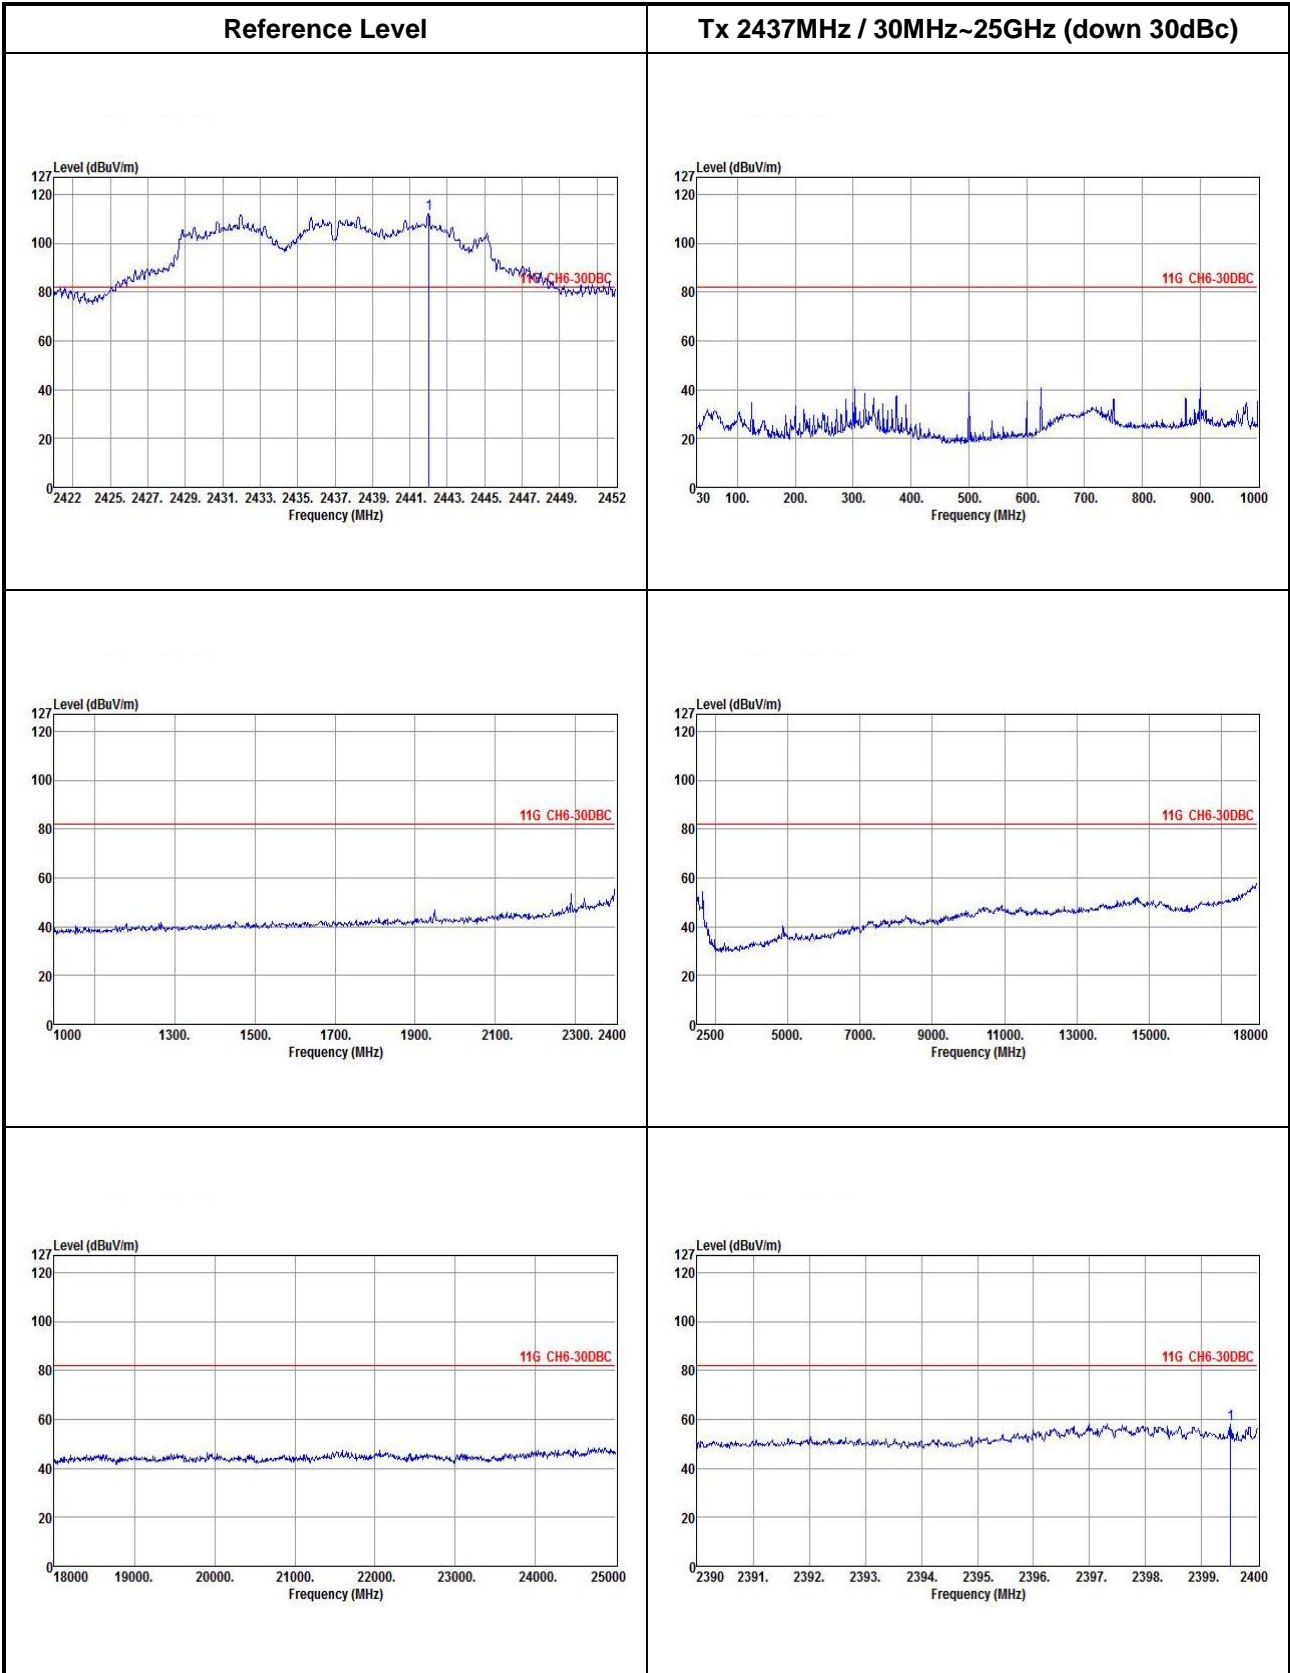 Reference Level
Tx 2437MHz / 30MHz~25GHz (down 30dBc)
Level (dBuV/m)
127
120
100
80
60
40
20
0
1
11G CH6-30DBC
2422 2425. 2427. 2429. 2431. 2433. 2435. 2437. 2439. 2441. 2443. 2445. 2447. 2449. 2452
Frequency (MHz)
Level (dBuV/m)
127
120
100
80
60
40
20
0
11G CH6-30DBC
30 100. 200. 300. 400. 500. 600. 700. 800. 900. 1000
Frequency (MHz)
Level (dBuV/m)
127
120
100
80
60
40
20
0
11G CH6-30DBC
1000 1300. 1500. 1700. 1900. 2100. 2300. 2400
Frequency (MHz)
Level (dBuV/m)
127
120
100
80
60
40
20
0
11G CH6-30DBC
2500 5000. 7000. 9000. 11000. 13000. 15000. 18000
Frequency (MHz)
Level (dBuV/m)
127
120
100
80
60
40
20
0
11G CH6-30DBC
18000 19000. 20000. 21000. 22000. 23000. 24000. 25000
Frequency (MHz)
Level (dBuV/m)
127
120
100
80
60
40
20
0
11G CH6-30DBC
1
2390 2391. 2392. 2393. 2394. 2395. 2396. 2397. 2398. 2399. 2400
Frequency (MHz)